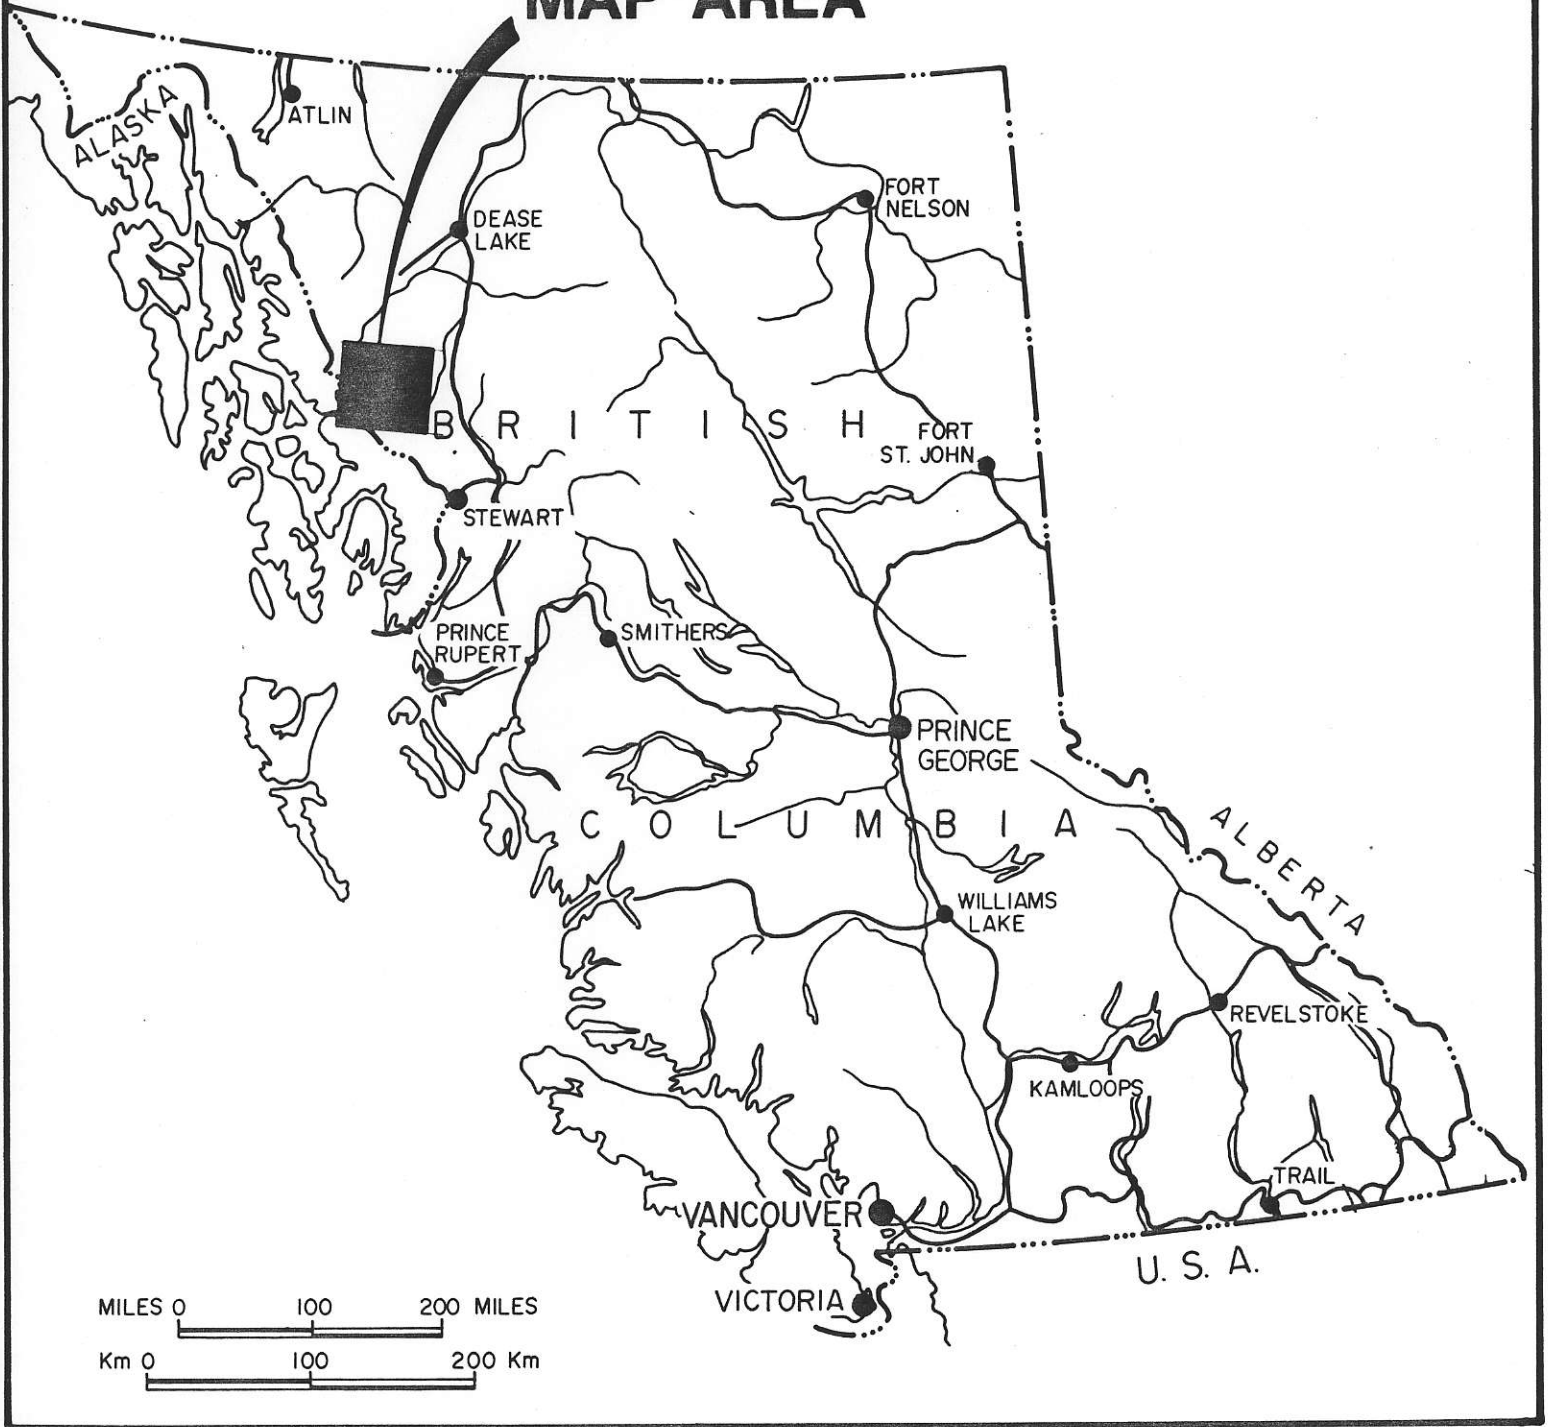 MAP AREA
ALASKA
ATLIN
DEASE
LAKE
FORT
NELSON
BRITISH
FORT
ST. JOHN
STEWART
PRINCE
RUPERT
SMITHERS
PRINCE
GEORGE
COLUMBIA
ALBERTA
WILLIAMS
LAKE
REVELSTOKE
KAMLOOPS
TRAIL
VANCOUVER
U. S. A.
VICTORIA
MILES 0 100 200 MILES
Km 0 100 200 Km